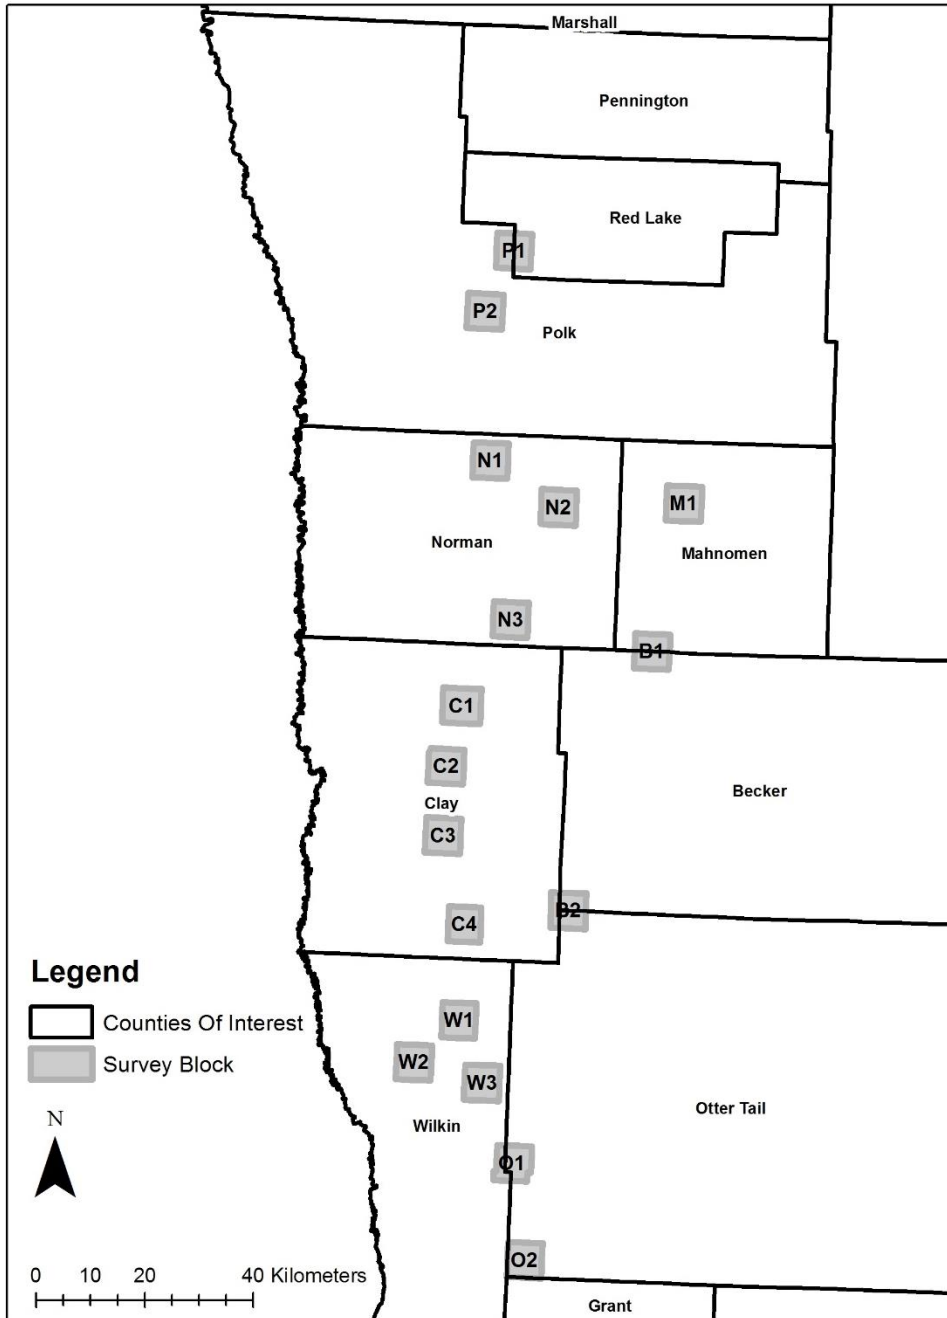 Marshall
Pennington
Red Lake
P1
P2
Polk
N1
N2
M1
Norman
Mahnomen
N3
B1
C1
C2
Becker
Clay
C3
B2
C4
Legend
Counties Of Interest
Survey Block
W1
W2
W3
Otter Tail
N
Wilkin
O1
O2
0 10 20 40 Kilometers
Grant